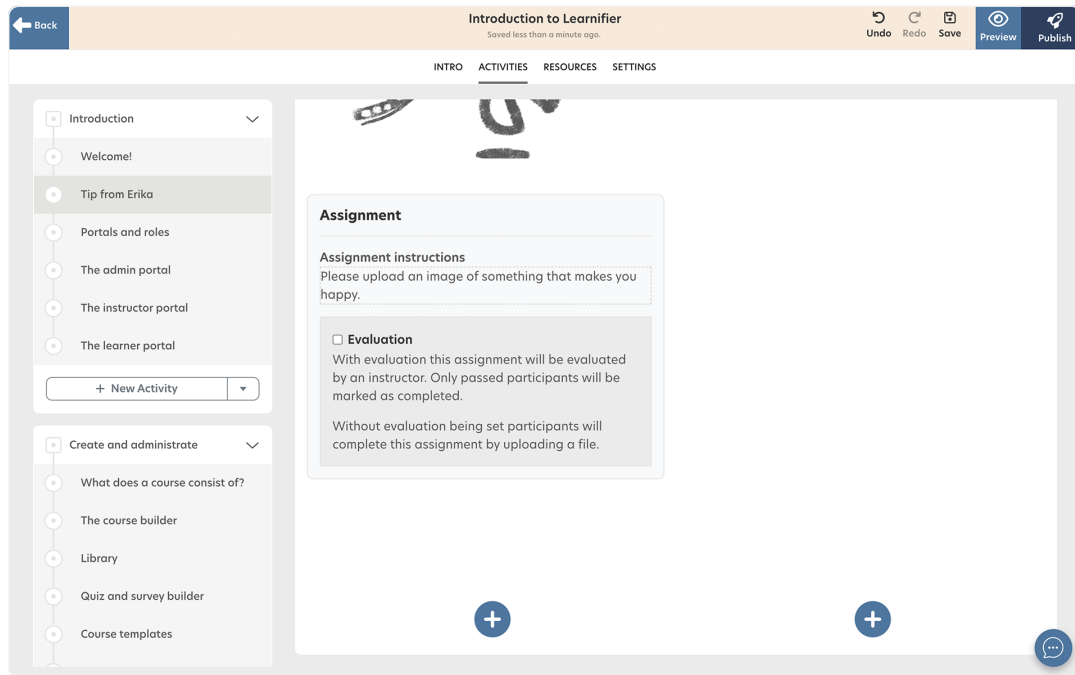 Back
Introduction to Learnifier
Saved less than a minute ago.
Undo
Redo
Save
Preview
Publish
INTRO
ACTIVITIES
RESOURCES
SETTINGS
Introduction
Welcome!
Tip from Erika
Portals and roles
The admin portal
The instructor portal
The learner portal
+ New Activity
Create and administrate
What does a course consist of?
The course builder
Library
Quiz and survey builder
Course templates
Assignment
Assignment instructions
Please upload an image of something that makes you
happy.
Evaluation
With evaluation this assignment will be evaluated
by an instructor. Only passed participants will be
marked as completed.
Without evaluation being set participants will
complete this assignment by uploading a file.